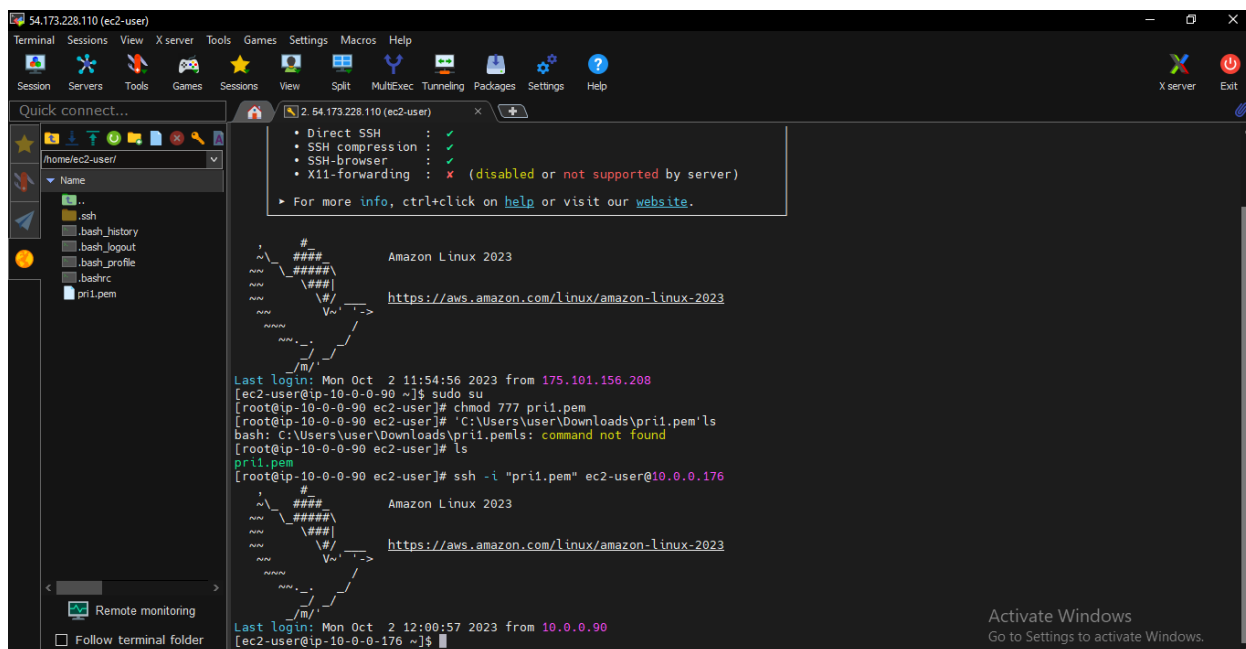 54.173.228.110 (ec2-user)
Terminal Sessions View X server Tools Games Settings Macros Help
Session Servers Tools Games Sessions View Split MultiExec Tunneling Packages Settings Help X server Exit
Quick connect...
2. 54.173.228.110 (ec2-user)
/home/ec2-user/
Name
..
.ssh
.bash_history
.bash_logout
.bash_profile
.bashrc
pri1.pem
Remote monitoring
Follow terminal folder
• Direct SSH : ✔
• SSH compression : ✔
• SSH-browser : ✔
• X11-forwarding : ✘ (disabled or not supported by server)
➤ For more info, ctrl+click on help or visit our website.
   ,     #_
   ~\_  ####_        Amazon Linux 2023
  ~~  \_#####\
  ~~     \###|
  ~~       \#/ ___   https://aws.amazon.com/linux/amazon-linux-2023
   ~~       V~' '->
    ~~~         /
      ~~._.   _/
         _/ _/
       _/m/'
Last login: Mon Oct  2 11:54:56 2023 from 175.101.156.208
[ec2-user@ip-10-0-0-90 ~]$ sudo su
[root@ip-10-0-0-90 ec2-user]# chmod 777 pri1.pem
[root@ip-10-0-0-90 ec2-user]# 'C:\Users\user\Downloads\pri1.pem'ls
bash: C:\Users\user\Downloads\pri1.pemls: command not found
[root@ip-10-0-0-90 ec2-user]# ls
pri1.pem
[root@ip-10-0-0-90 ec2-user]# ssh -i "pri1.pem" ec2-user@10.0.0.176
   ,     #_
   ~\_  ####_        Amazon Linux 2023
  ~~  \_#####\
  ~~     \###|
  ~~       \#/ ___   https://aws.amazon.com/linux/amazon-linux-2023
   ~~       V~' '->
    ~~~         /
      ~~._.   _/
         _/ _/
       _/m/'
Last login: Mon Oct  2 12:00:57 2023 from 10.0.0.90
[ec2-user@ip-10-0-0-176 ~]$
Activate Windows
Go to Settings to activate Windows.